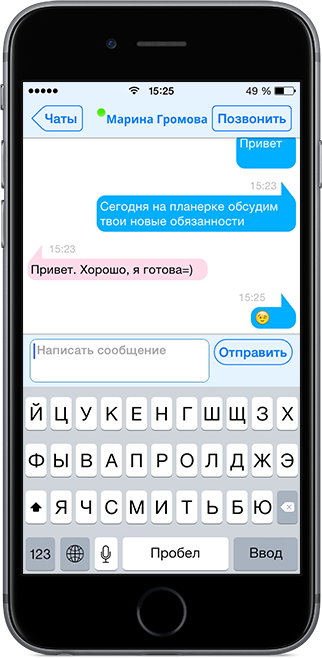 15:25
49 %
Чаты
Марина Громова
Позвонить
Привет
15:23
Сегодня на планерке обсудим
твои новые обязанности
15:23
Привет. Хорошо, я готова=)
15:25
Написать сообщение
Отправить
Й Ц У К Е Н Г Ш Щ З Х
Ф Ы В А П Р О Л Д Ж Э
Я Ч С М И Т Ь Б Ю
123
Пробел
Ввод